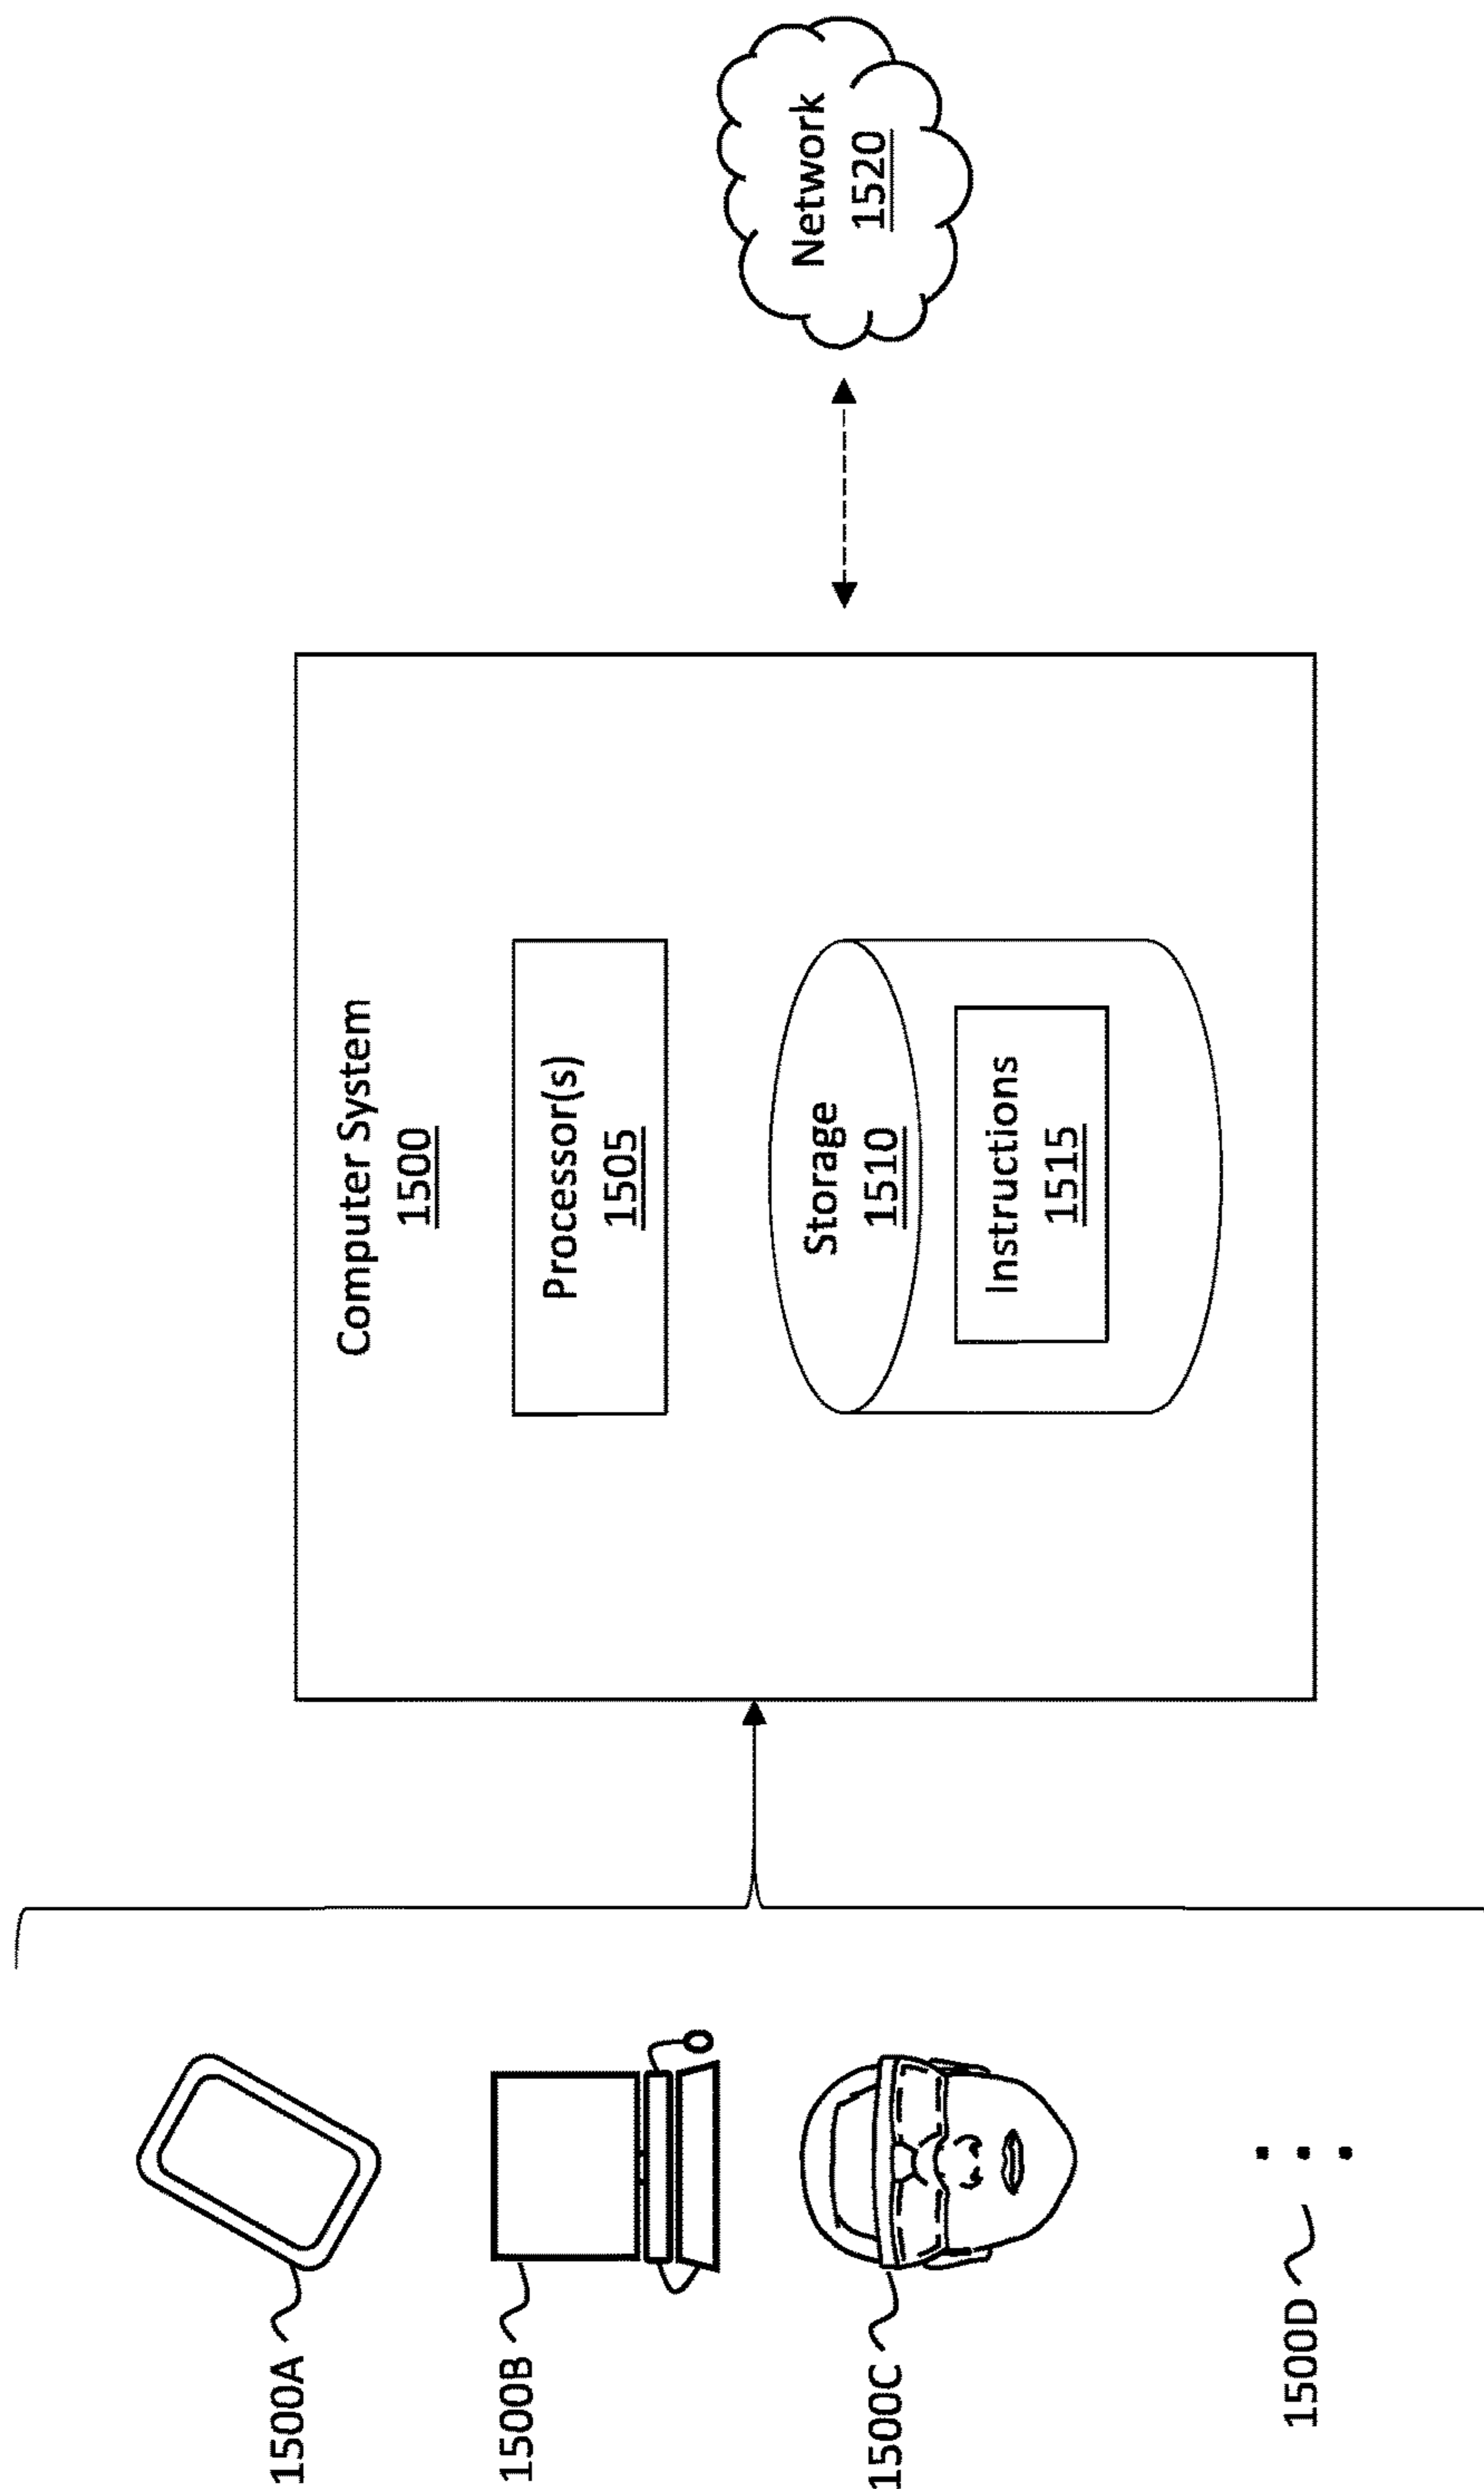 1500A
1500B
1500C
1500D
Computer System
1500
Processor(s)
1505
Storage
1510
Instructions
1515
Network
1520